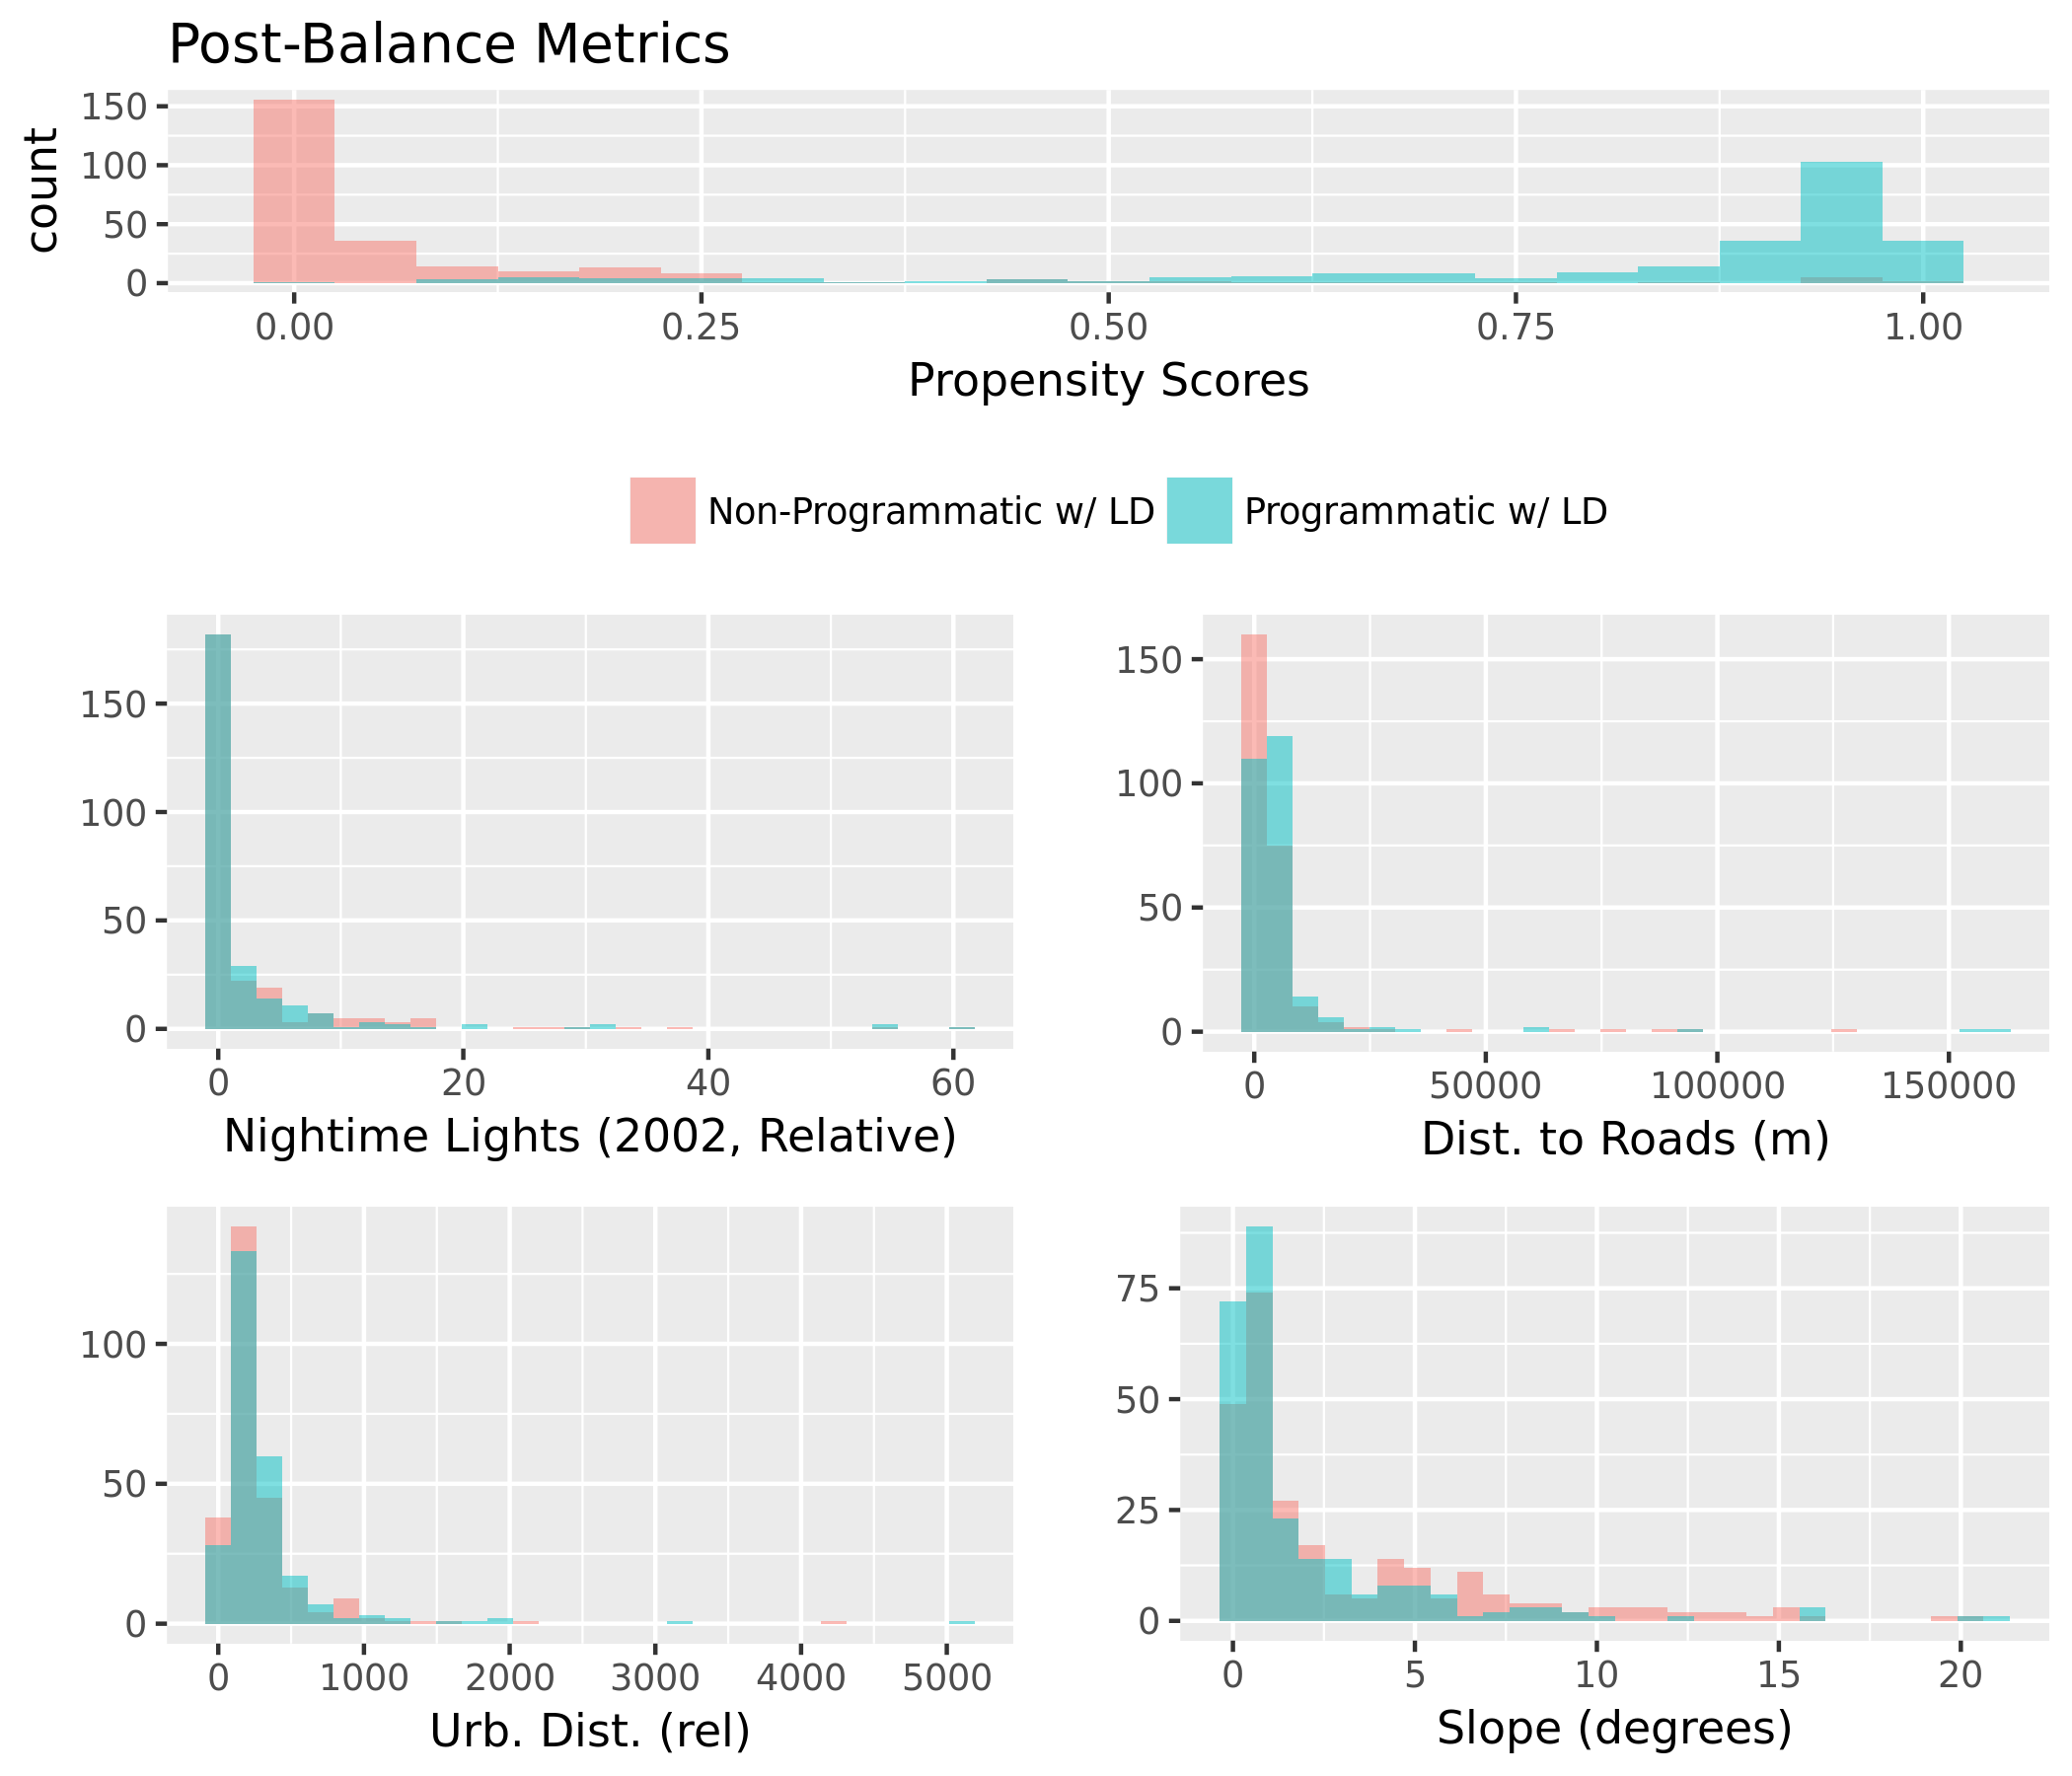 Post-Balance Metrics
count
150
100
50
0
0.00 0.25 0.50 0.75 1.00
Propensity Scores
Non-Programmatic w/ LD Programmatic w/ LD
150
100
50
0
0 20 40 60
Nightime Lights (2002, Relative)
150
100
50
0
0 50000 100000 150000
Dist. to Roads (m)
100
50
0
0 1000 2000 3000 4000 5000
Urb. Dist. (rel)
75
50
25
0
0 5 10 15 20
Slope (degrees)